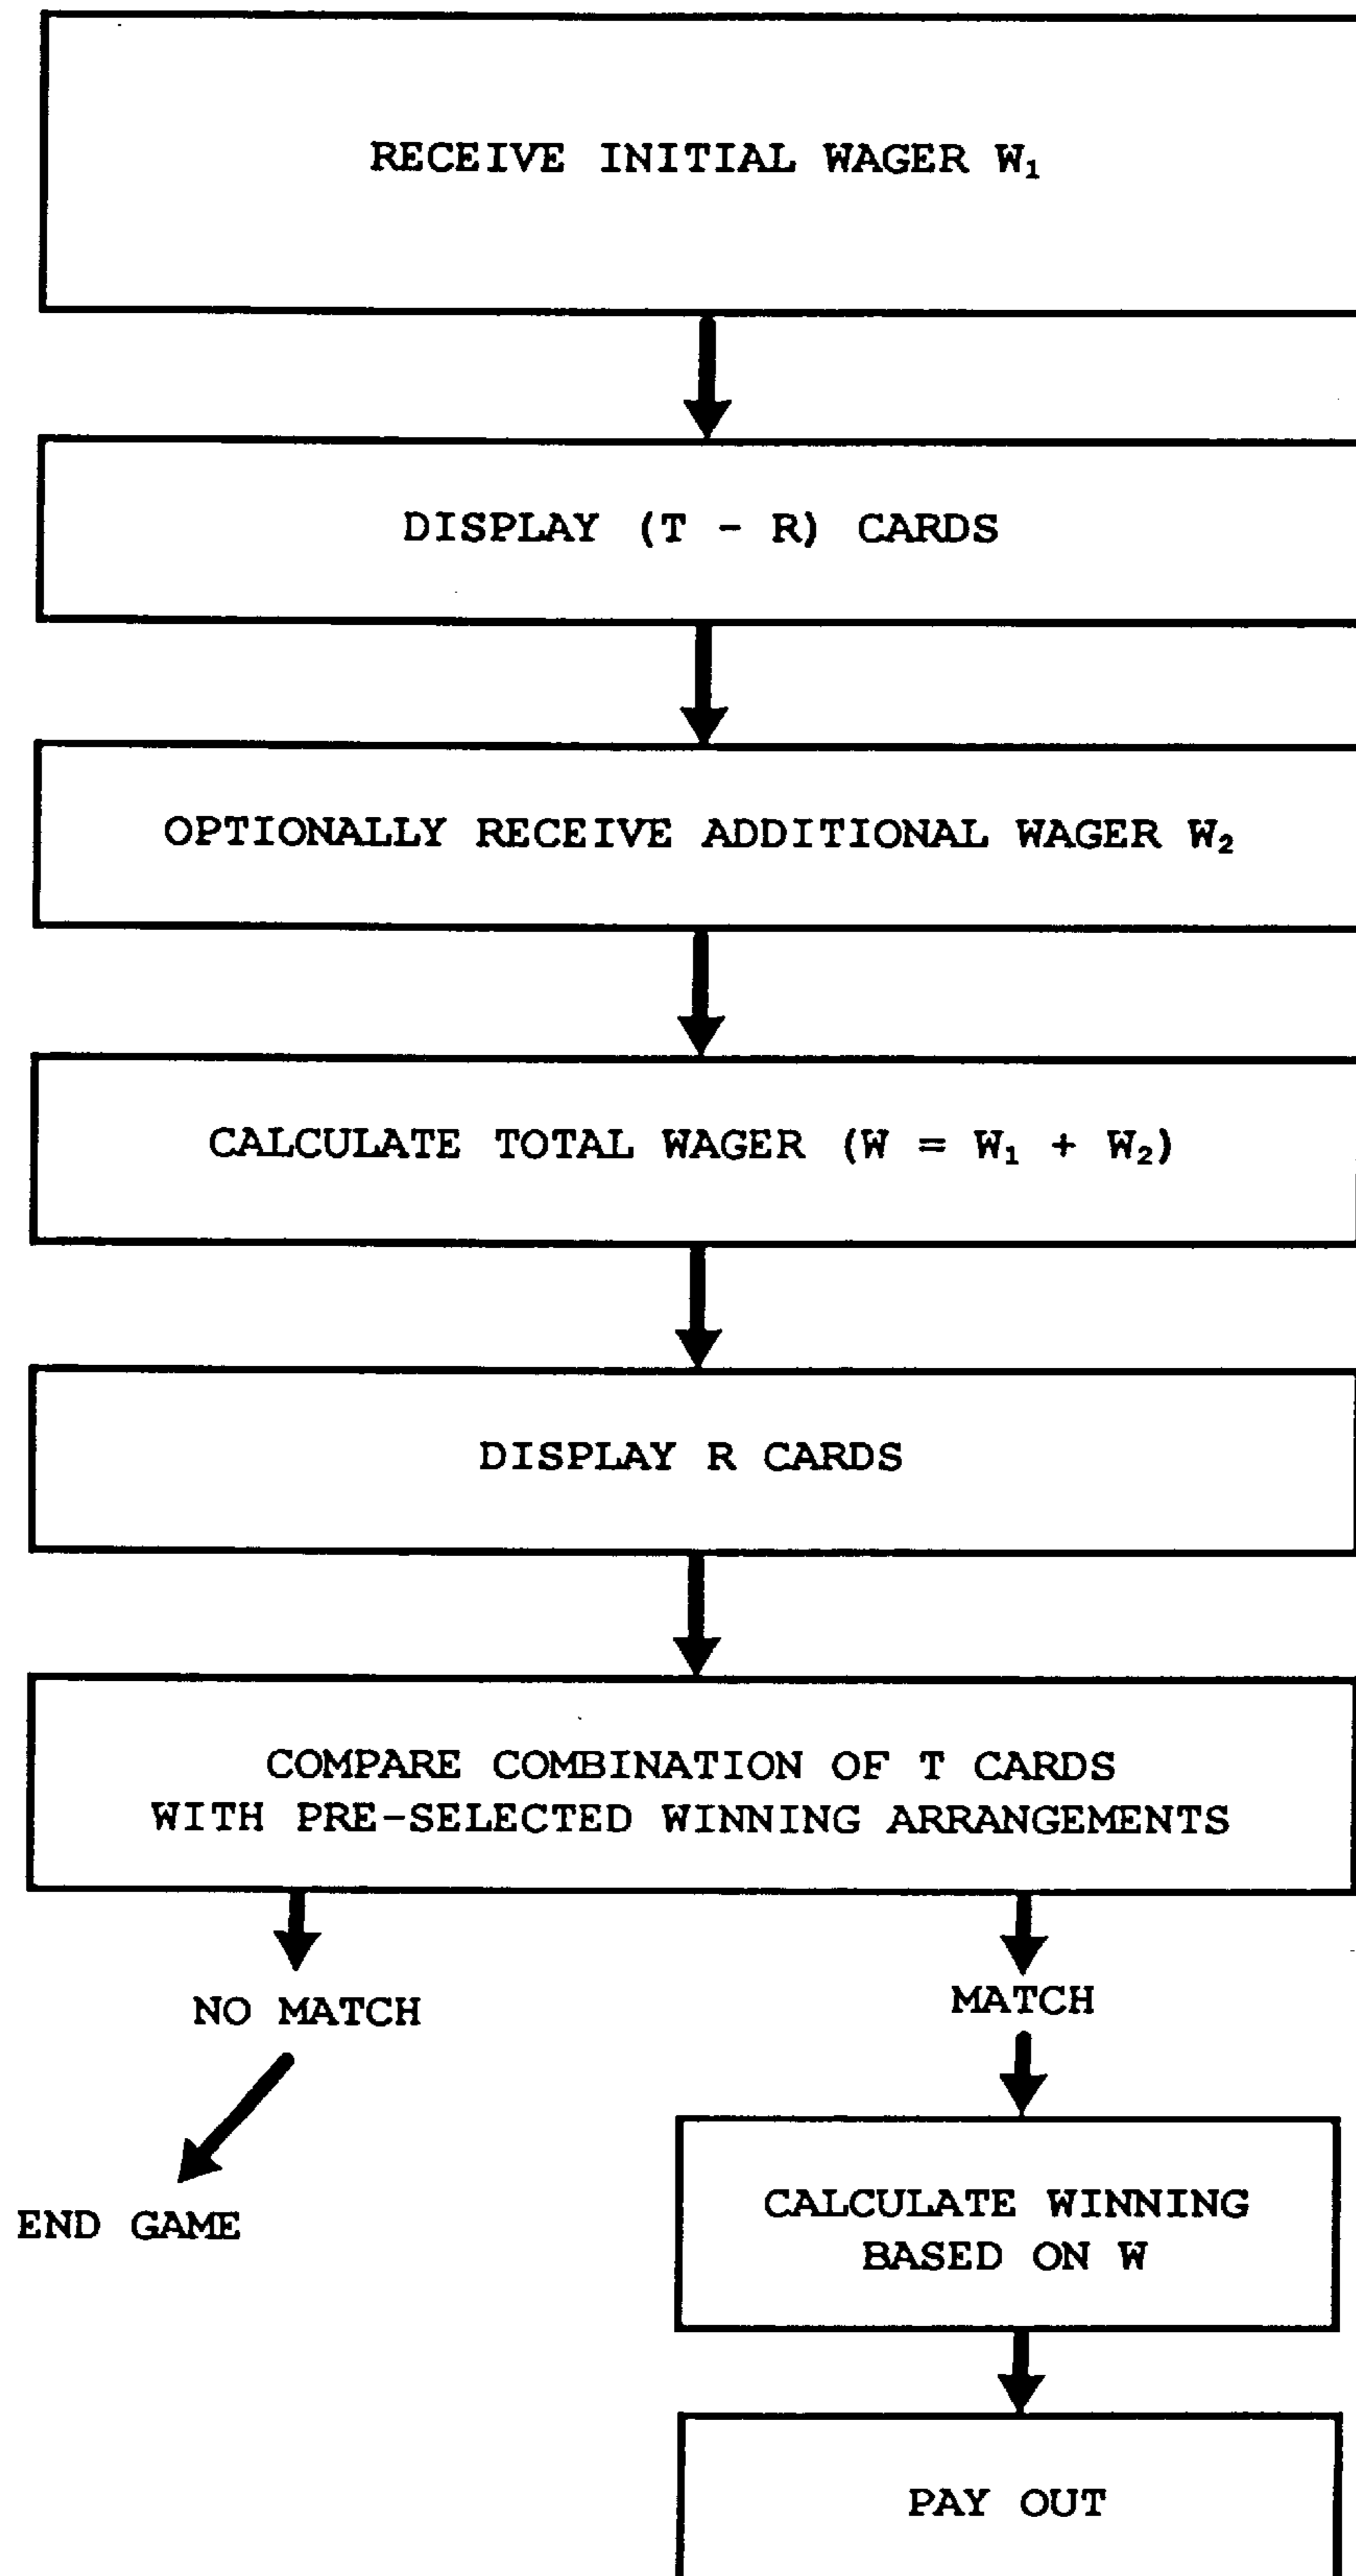 RECEIVE INITIAL WAGER W₁
DISPLAY (T - R) CARDS
OPTIONALLY RECEIVE ADDITIONAL WAGER W₂
CALCULATE TOTAL WAGER (W = W₁ + W₂)
DISPLAY R CARDS
COMPARE COMBINATION OF T CARDS
WITH PRE-SELECTED WINNING ARRANGEMENTS
NO MATCH
MATCH
END GAME
CALCULATE WINNING
BASED ON W
PAY OUT